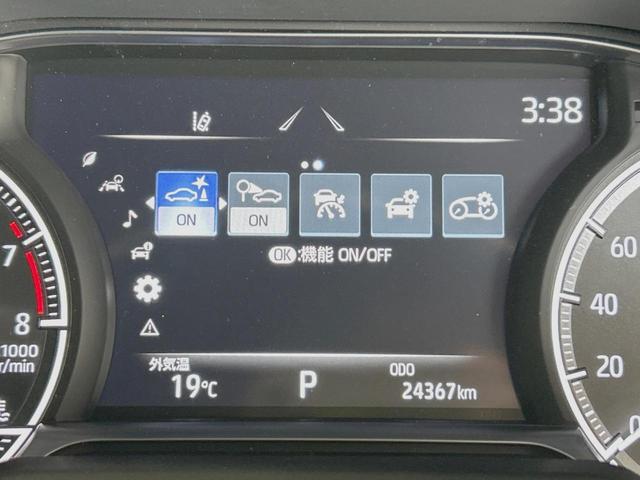 3:38
ON
ON
OK:機能 ON/OFF
7
8
1000
r/min
60
40
20
0
外気温
19℃
P
ODO
24367km